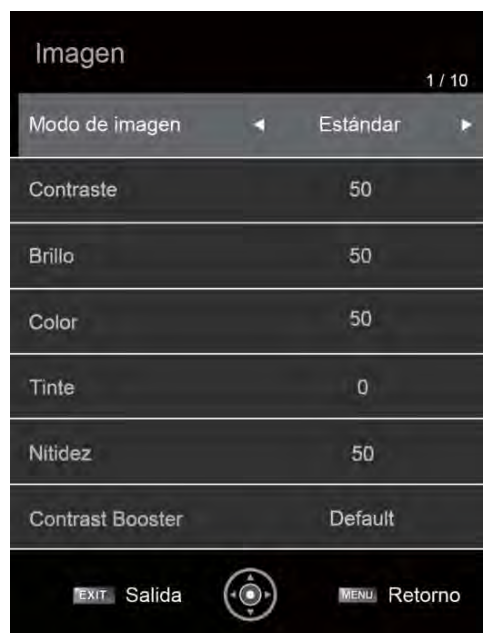 Imagen
1 / 10
Modo de imagen Estándar
Contraste 50
Brillo 50
Color 50
Tinte 0
Nitidez 50
Contrast Booster Default
EXIT Salida MENU Retorno